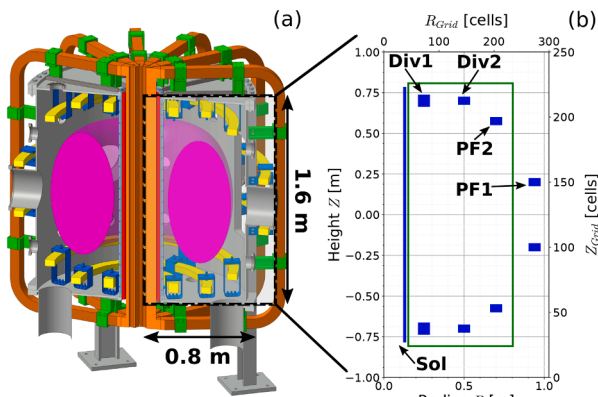 (a)
1.6 m
0.8 m
(b)
R_Grid [cells]
0 100 200 300
1.00
0.75
0.50
0.25
0.00
−0.25
−0.50
−0.75
−1.00
Height Z [m]
Div1 Div2
PF2
PF1
Sol
250
200
150
100
50
0
Z_Grid [cells]
0.0 0.5 1.0